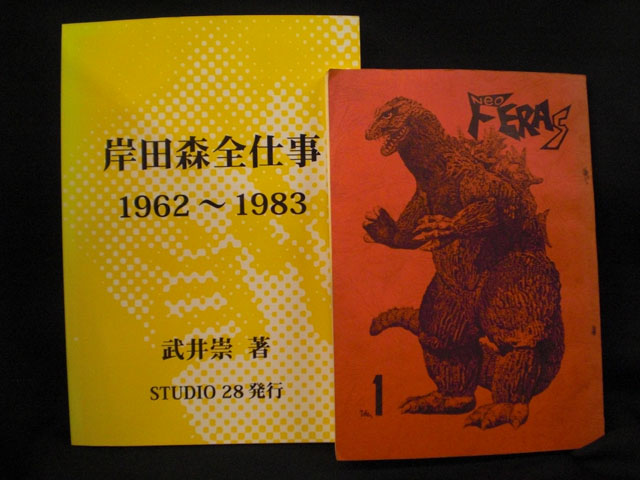 岸田森全仕事
1962～1983
武井崇 著
STUDIO 28 発行
Neo
FERAS
No. 1